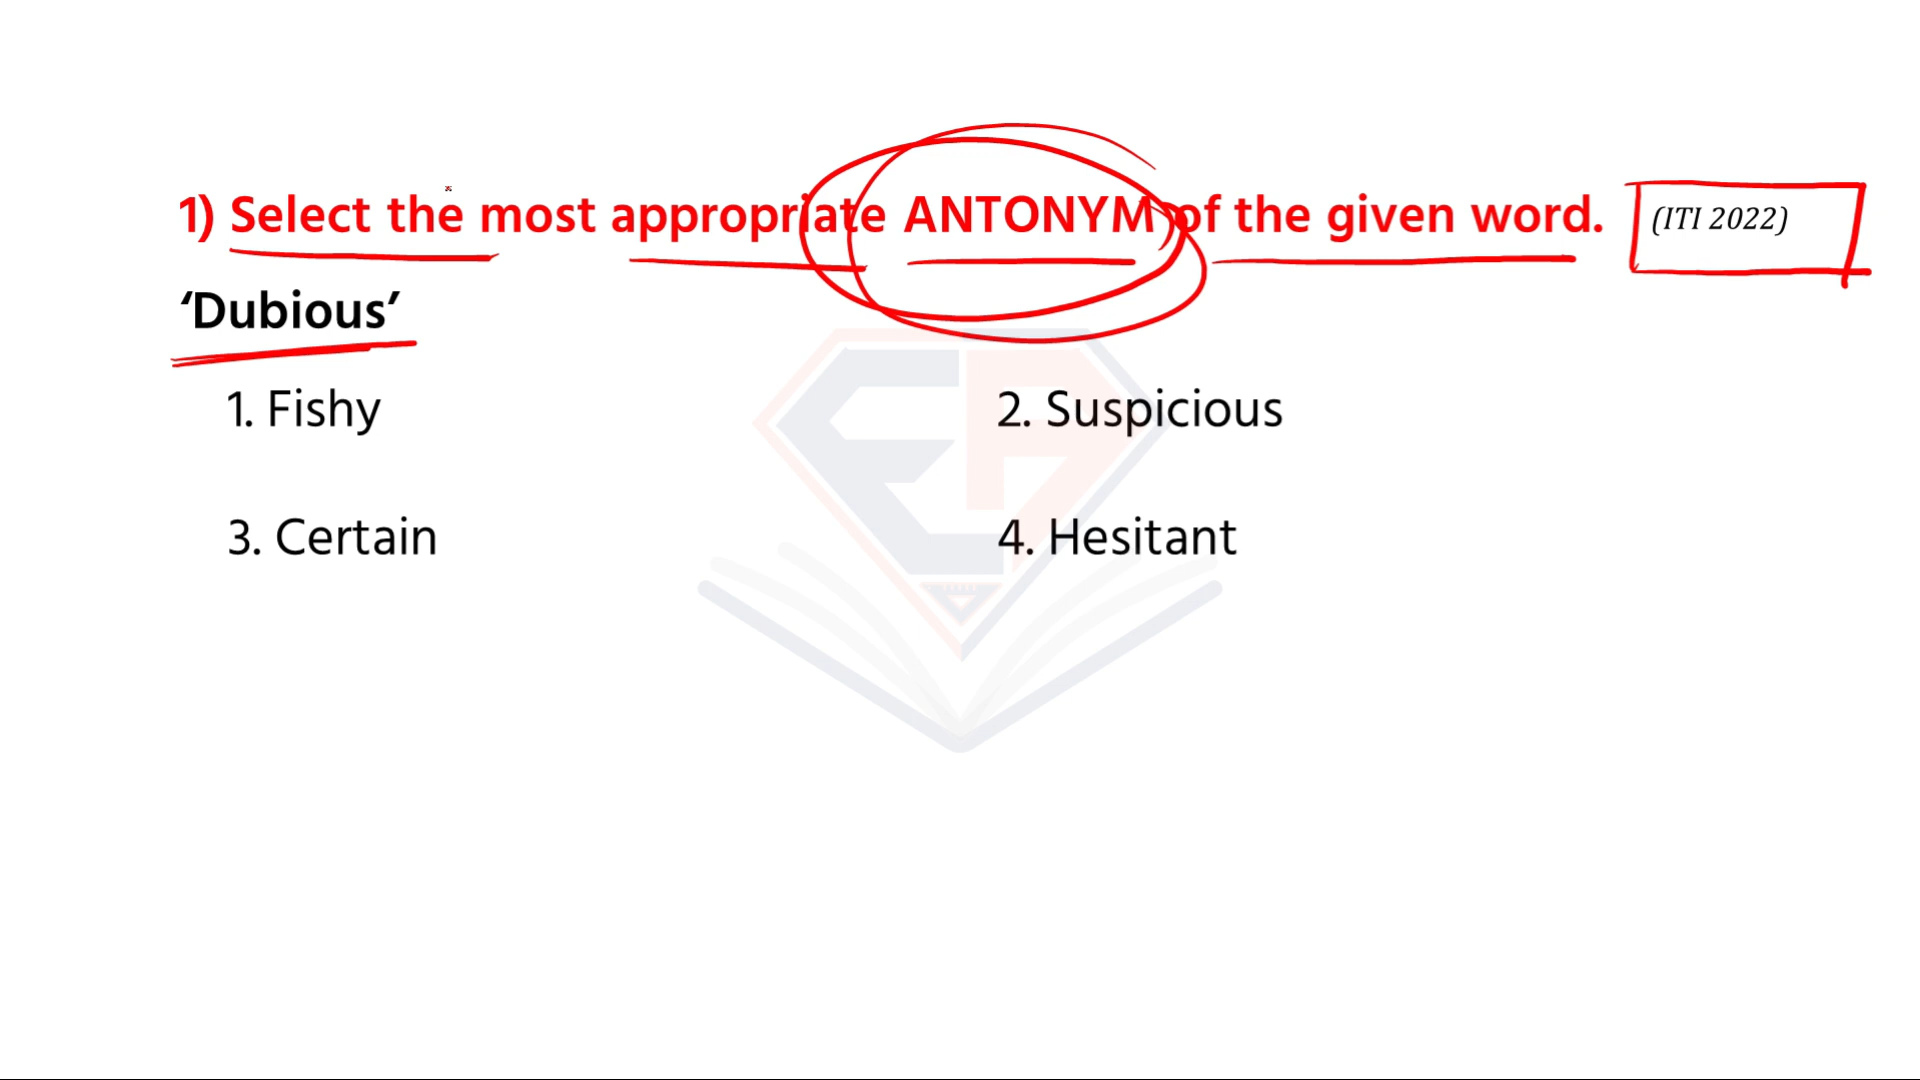 1) Select the most appropriate ANTONYM of the given word. (ITI 2022)
‘Dubious’
1. Fishy 2. Suspicious
3. Certain 4. Hesitant